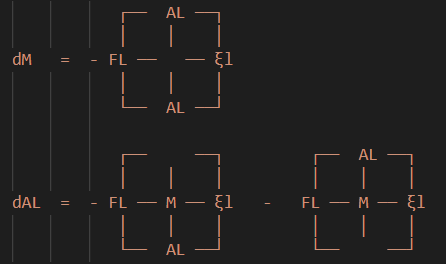 ┌── AL ──┐
│ │ │
dM = - FL ── ── ξl
│ │ │
└── AL ──┘
┌── ──┐ ┌── AL ──┐
│ │ │ │ │ │
dAL = - FL ── M ── ξl - FL ── M ── ξl
│ │ │ │ │ │
└── AL ──┘ └── ──┘